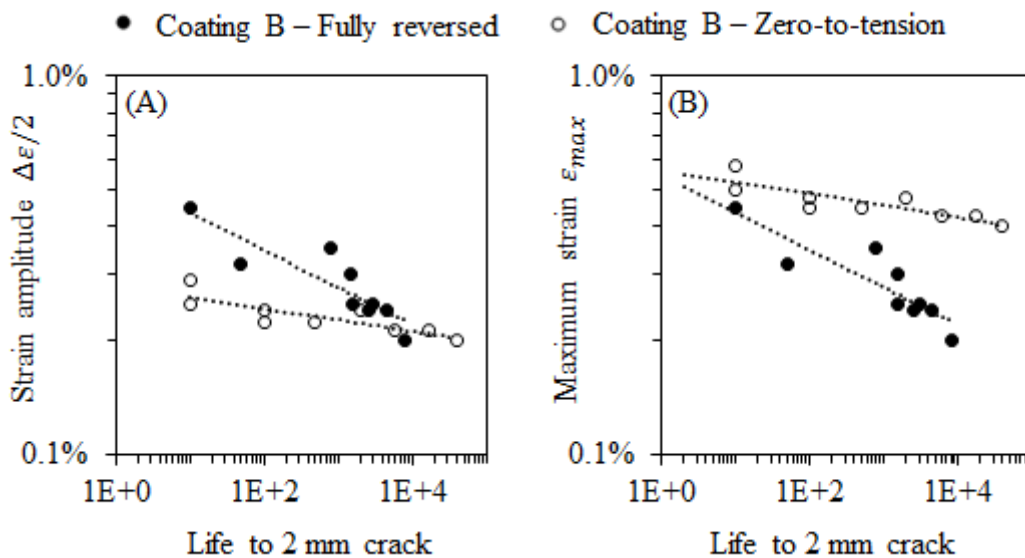 Coating B – Fully reversed
Coating B – Zero-to-tension
(A)
Strain amplitude Δε/2
1.0%
0.1%
1E+0 1E+2 1E+4
Life to 2 mm crack
(B)
Maximum strain ε_max
1.0%
0.1%
1E+0 1E+2 1E+4
Life to 2 mm crack